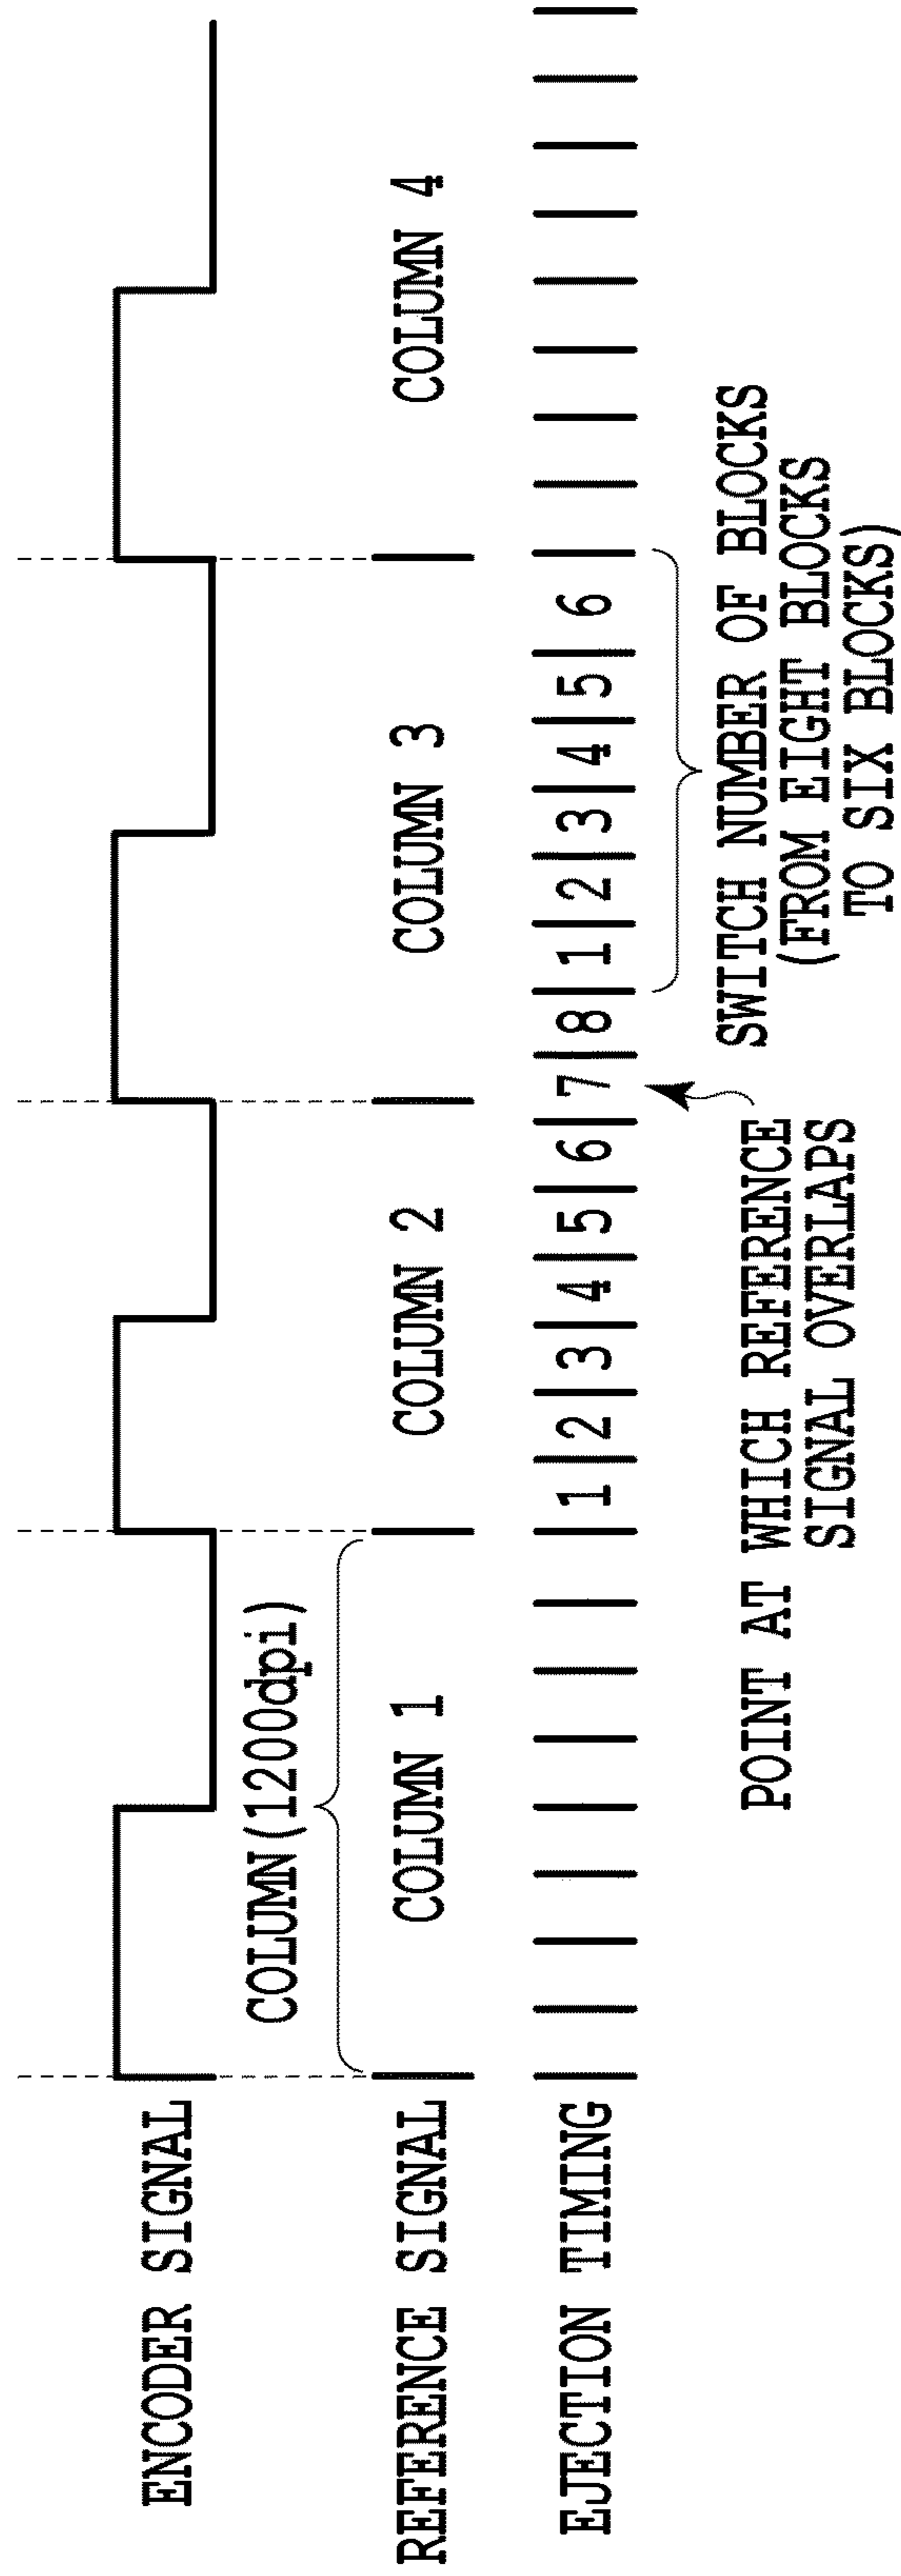 ENCODER SIGNAL
COLUMN(1200dpi)
REFERENCE SIGNAL
COLUMN 1
COLUMN 2
COLUMN 3
COLUMN 4
EJECTION TIMING
1 2 3 4 5 6 7 8 1 2 3 4 5 6
POINT AT WHICH REFERENCE
SIGNAL OVERLAPS
SWITCH NUMBER OF BLOCKS
(FROM EIGHT BLOCKS
TO SIX BLOCKS)